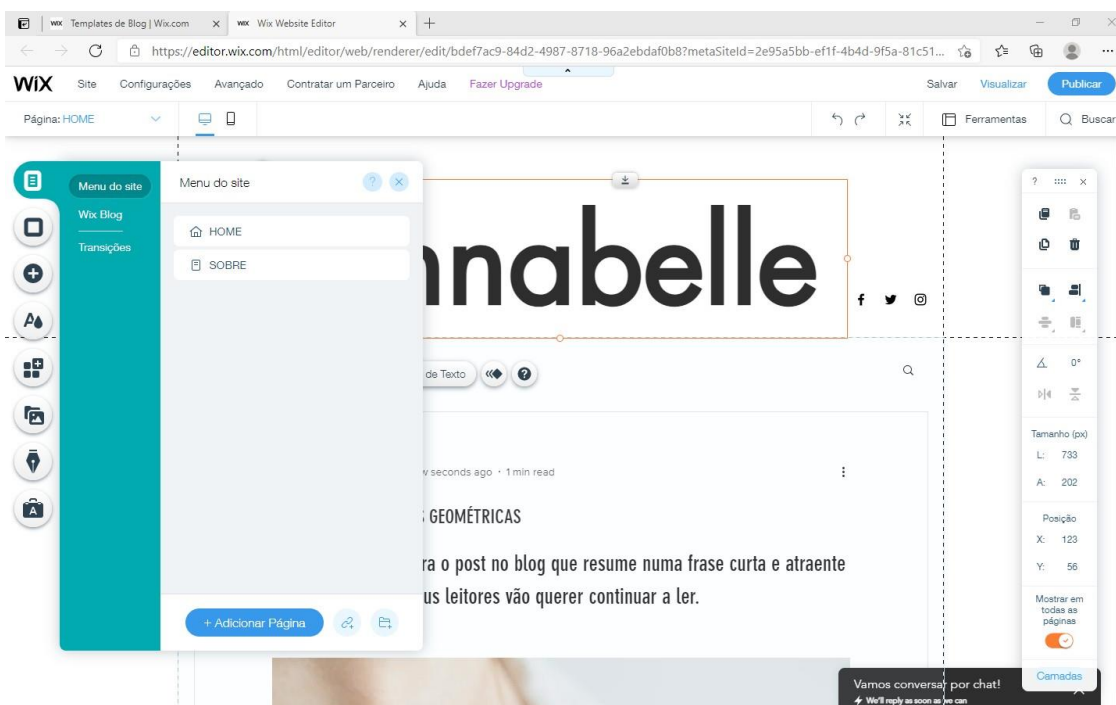 Templates de Blog | Wix.com
Wix Website Editor
https://editor.wix.com/html/editor/web/renderer/edit/bdef7ac9-84d2-4987-8718-96a2ebdaf0b8?metaSiteId=2e95a5bb-ef1f-4b4d-9f5a-81c51...
WiX Site Configurações Avançado Contratar um Parceiro Ajuda Fazer Upgrade Salvar Visualizar Publicar
Página: HOME Ferramentas Buscar
Menu do site
Wix Blog
Transições
Menu do site
HOME
SOBRE
+ Adicionar Página
nnabelle
de Texto
w seconds ago · 1 min read
GEOMÉTRICAS
ra o post no blog que resume numa frase curta e atraente
us leitores vão querer continuar a ler.
0°
Tamanho (px)
L: 733
A: 202
Posição
X: 123
Y: 56
Mostrar em
todas as
páginas
Camadas
Vamos conversar por chat!
We'll reply as soon as we can